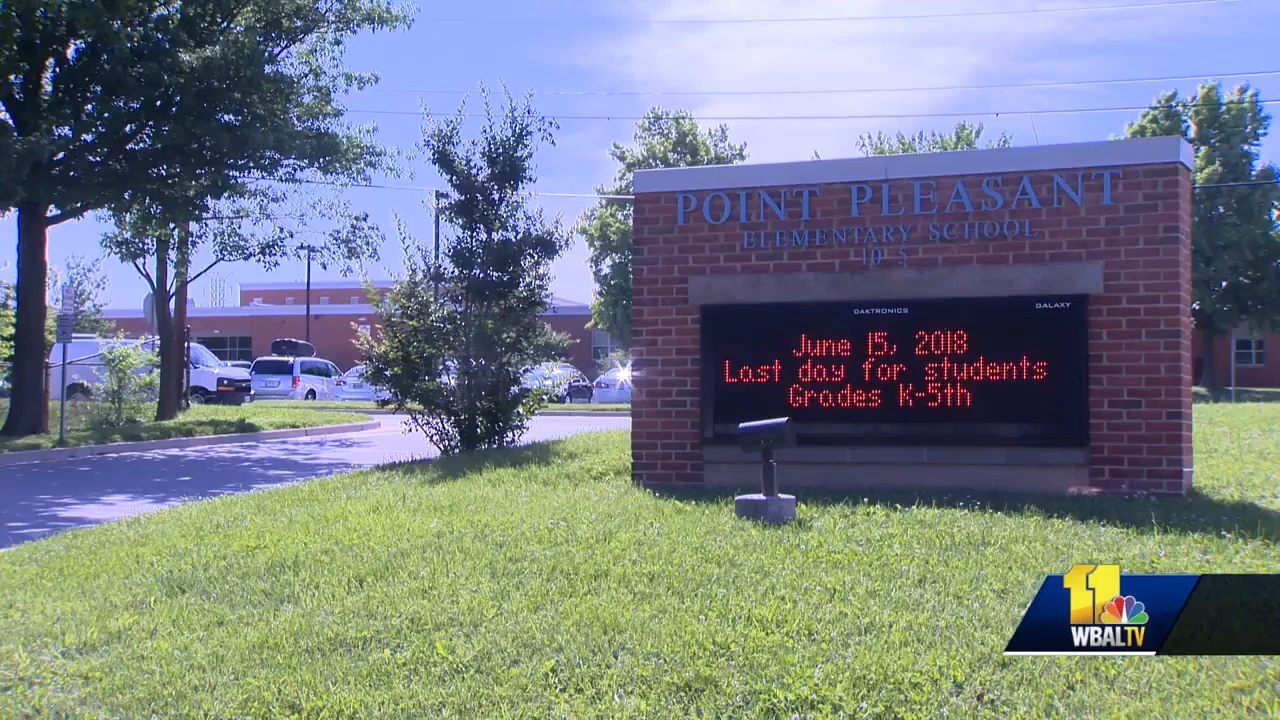 POINT PLEASANT
ELEMENTARY SCHOOL
DAKTRONICS GALAXY
June 15, 2018
Last day for students
Grades K-5th
11
WBALTV